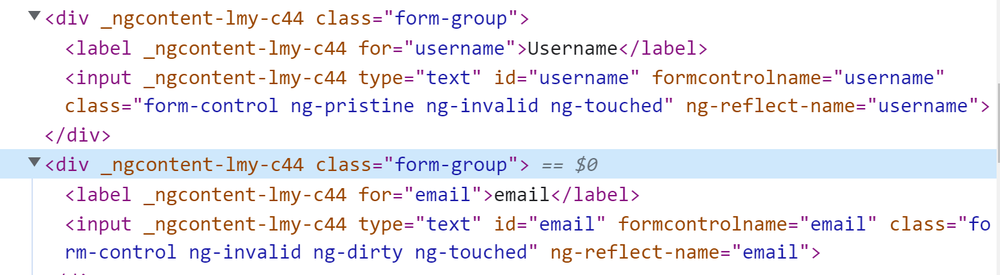 ▼<div _ngcontent-lmy-c44 class="form-group">
<label _ngcontent-lmy-c44 for="username">Username</label>
<input _ngcontent-lmy-c44 type="text" id="username" formcontrolname="username"
class="form-control ng-pristine ng-invalid ng-touched" ng-reflect-name="username">
</div>
▼<div _ngcontent-lmy-c44 class="form-group"> == $0
<label _ngcontent-lmy-c44 for="email">email</label>
<input _ngcontent-lmy-c44 type="text" id="email" formcontrolname="email" class="fo
rm-control ng-invalid ng-dirty ng-touched" ng-reflect-name="email">